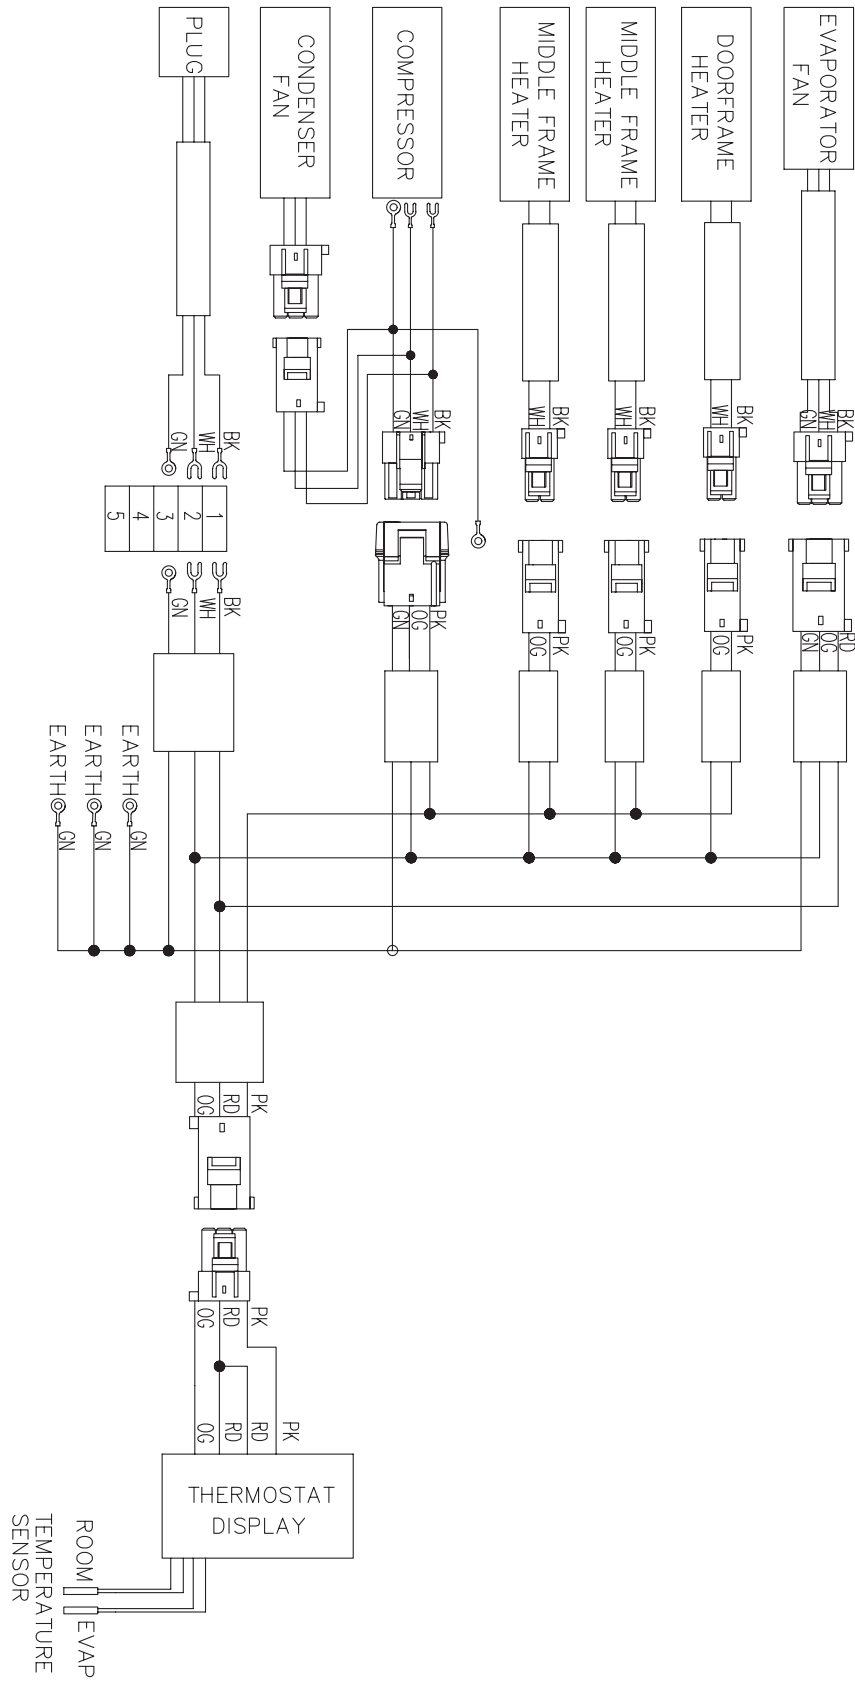 PLUG
CONDENSER
FAN
COMPRESSOR
MIDDLE FRAME
HEATER
MIDDLE FRAME
HEATER
DOORFRAME
HEATER
EVAPORATOR
FAN
GN
WH
BK
GN
WH
BK
WH
BK
WH
BK
WH
BK
GN
WH
BK
5
4
3
2
1
GN
WH
BK
GN
OG
PK
OG
PK
OG
PK
OG
PK
GN
OG
RD
EARTH
GN
EARTH
GN
EARTH
GN
OG
RD
PK
OG
RD
PK
OG
RD
RD
PK
THERMOSTAT
DISPLAY
ROOM
EVAP
TEMPERATURE
SENSOR